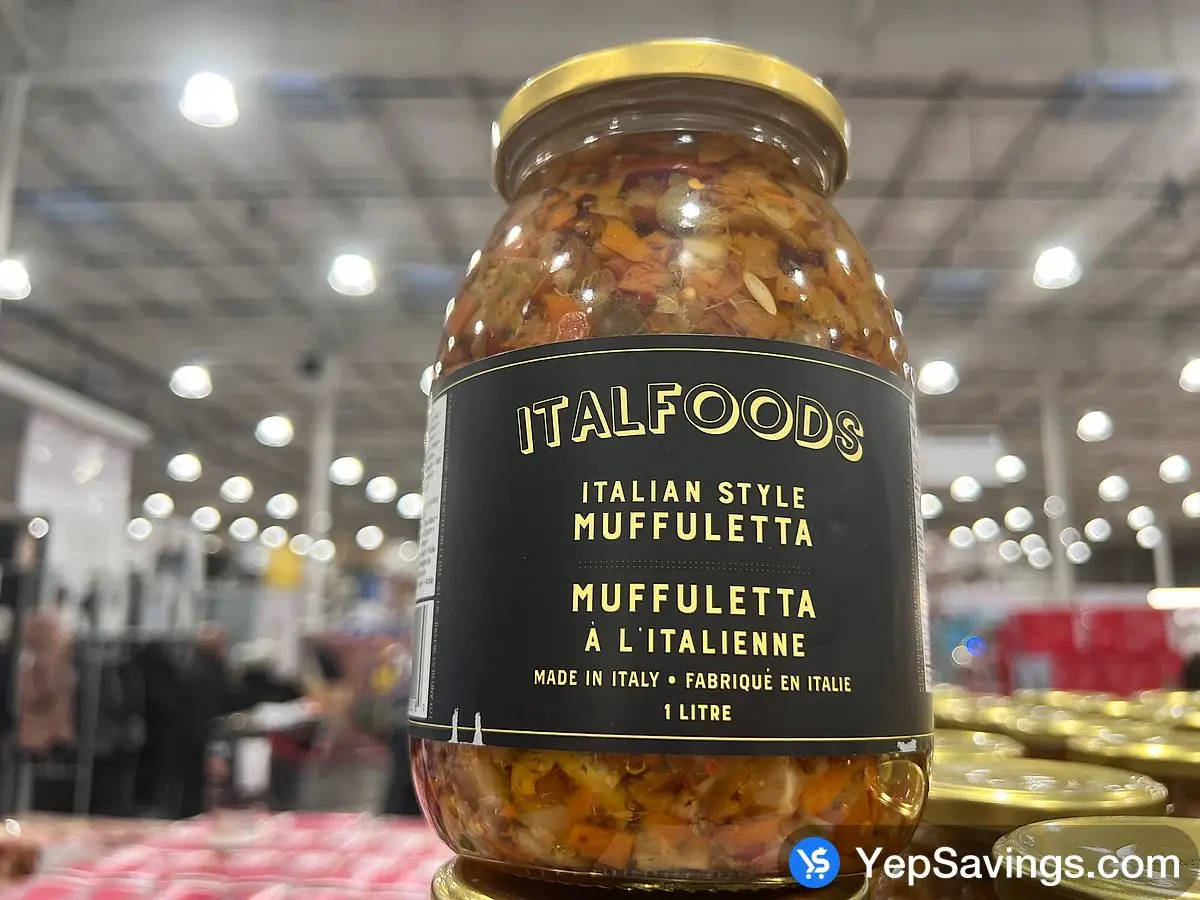 ITALFOODS
ITALIAN STYLE
MUFFULETTA
MUFFULETTA
À L'ITALIENNE
MADE IN ITALY • FABRIQUÉ EN ITALIE
1 LITRE
YepSavings.com